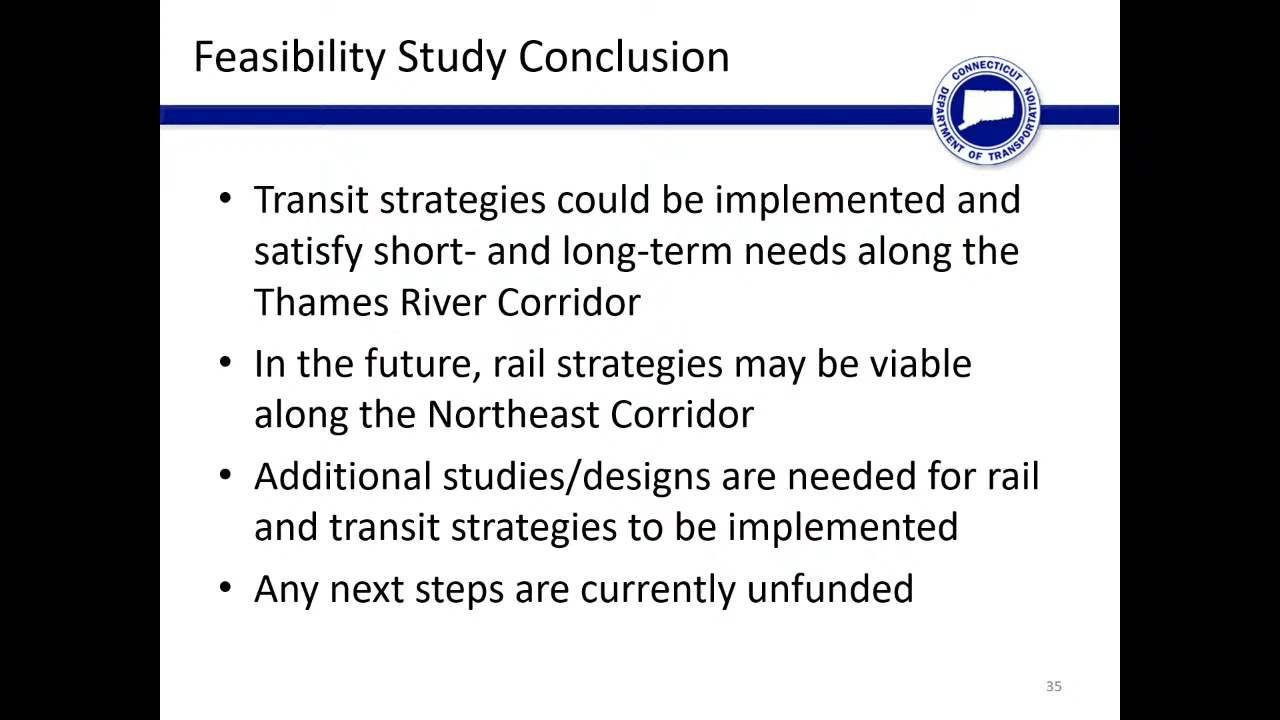 Feasibility Study Conclusion
CONNECTICUT
DEPARTMENT OF TRANSPORTATION
• Transit strategies could be implemented and
satisfy short- and long-term needs along the
Thames River Corridor
• In the future, rail strategies may be viable
along the Northeast Corridor
• Additional studies/designs are needed for rail
and transit strategies to be implemented
• Any next steps are currently unfunded
35